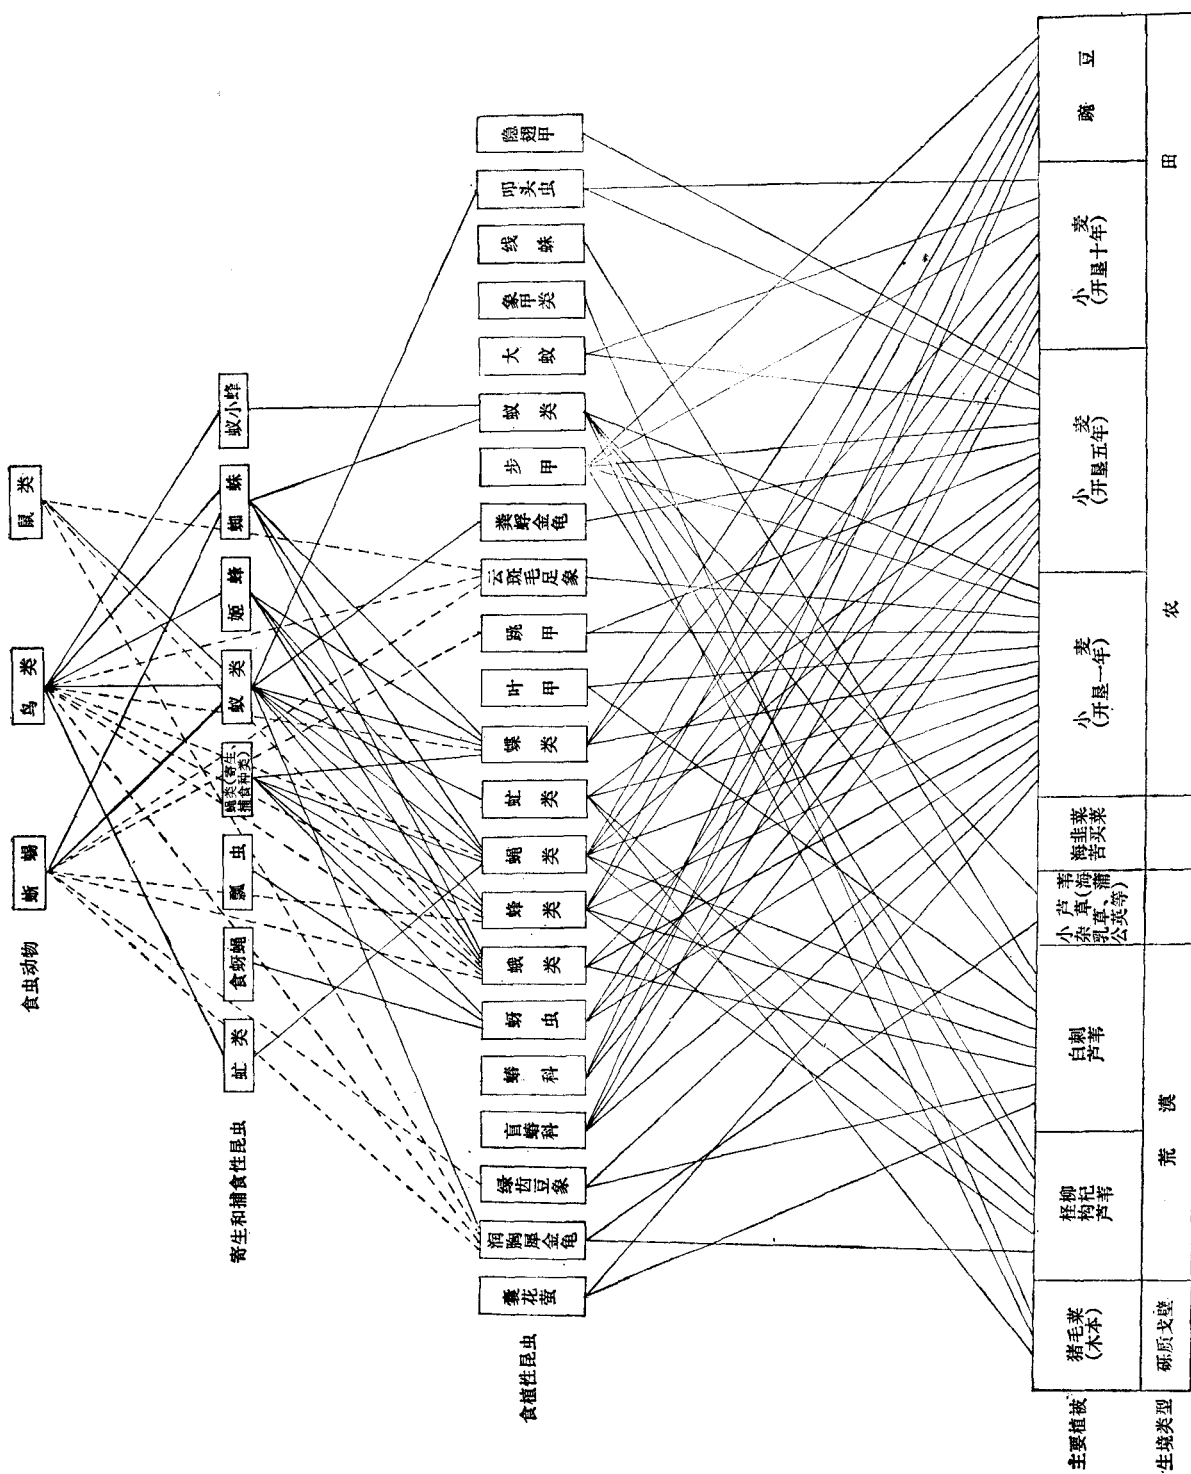 食虫动物
蜥蜴
鸟类
鼠类
寄生和捕食性昆虫
虻类
食蚜蝇
瓢虫
蝇类(寄生、
捕食种类)
蚁类
姬蜂
蜘蛛
蚁小蜂
食植性昆虫
囊花萤
润胸犀金龟
绿齿豆象
盲蝽科
蝽科
蚜虫
蛾类
蜂类
蝇类
虻类
蝶类
叶甲
跳甲
云斑毛足象
粪蜉金龟
步甲
蚁类
大蚊
象甲类
线蛛
叩头虫
隐翅甲
主要植被
猪毛菜
(木本)
柽柳
枸杞
芦苇
白刺
芦苇
芦苇
小杂草(海
乳草、蒲
公英等)
海韭菜
苦买菜
小麦
(开垦一年)
小麦
(开垦五年)
小麦
(开垦十年)
豌豆
生境类型
砾质戈壁
荒漠
农田